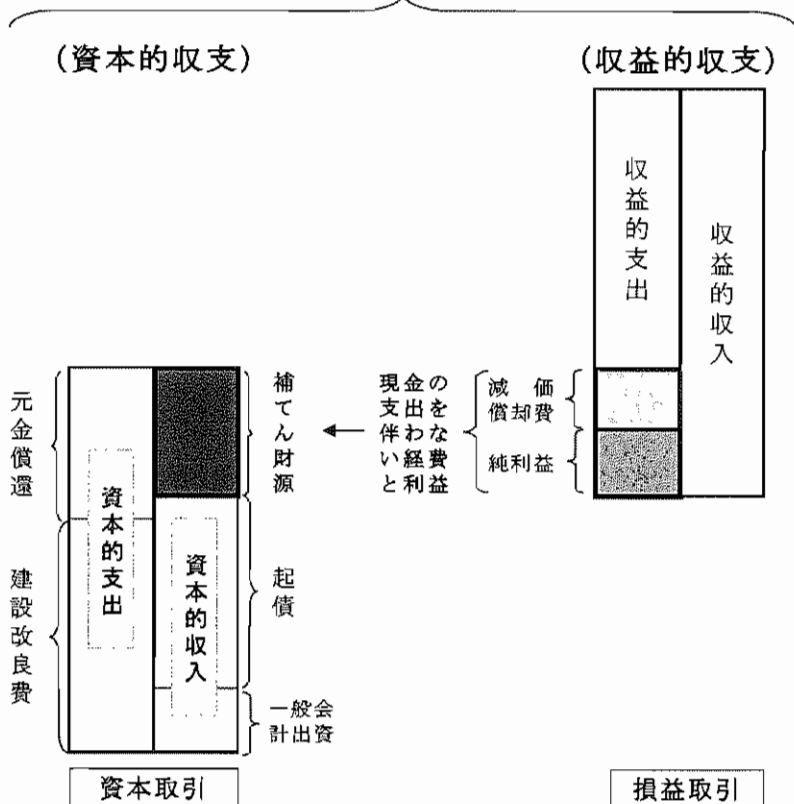 (資本的収支)
(収益的収支)
収益的支出
収益的収入
元金償還
建設改良費
資本的支出
資本的収入
補てん財源
起債
一般会
計出資
現金の
支出を
伴わな
い経費
と利益
減価
償却費
純利益
資本取引
損益取引